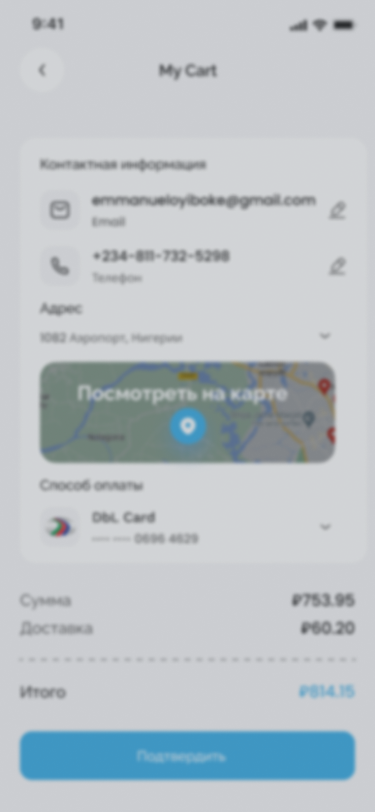 9:41
My Cart
Контактная информация
emmanueloyiboke@gmail.com
Email
+234-811-732-5298
Телефон
Адрес
1082 Аэропорт, Нигерии
Посмотреть на карте
Способ оплаты
DbL Card
0696 4629
Сумма
₽753.95
Доставка
₽60.20
Итого
₽814.15
Подтвердить